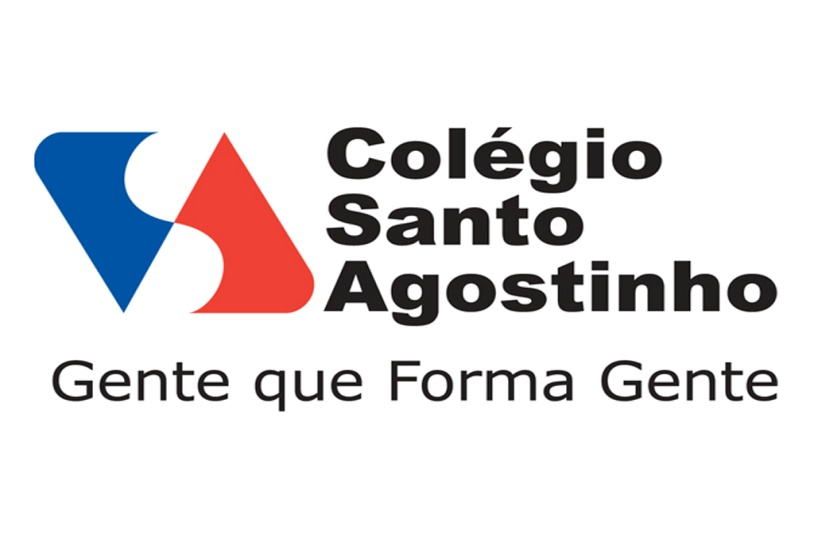 Colégio
Santo
Agostinho
Gente que Forma Gente